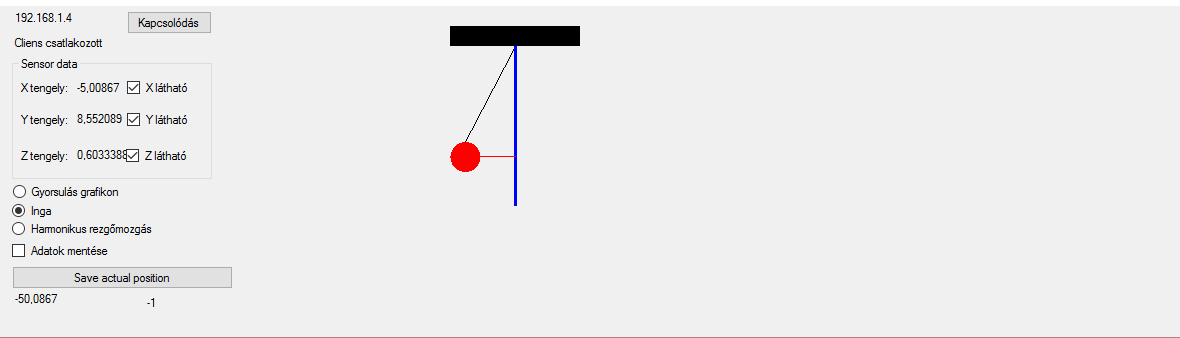 192.168.1.4 Kapcsolódás
Cliens csatlakozott
Sensor data
X tengely: -5,00867 X látható
Y tengely: 8,552089 Y látható
Z tengely: 0,6033388 Z látható
Gyorsulás grafikon
Inga
Harmonikus rezgőmozgás
Adatok mentése
Save actual position
-50,0867 -1